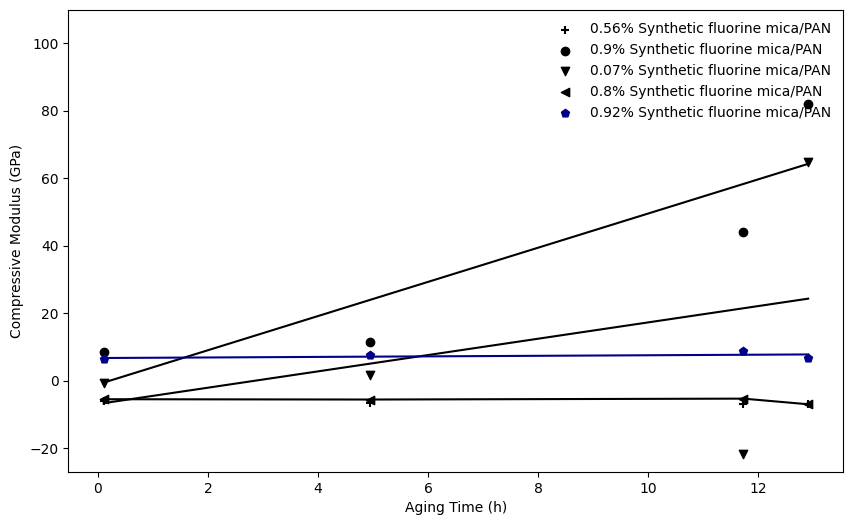 0.56% Synthetic fluorine mica/PAN
0.9% Synthetic fluorine mica/PAN
0.07% Synthetic fluorine mica/PAN
0.8% Synthetic fluorine mica/PAN
0.92% Synthetic fluorine mica/PAN
Compressive Modulus (GPa)
100
80
60
40
20
0
−20
0 2 4 6 8 10 12
Aging Time (h)